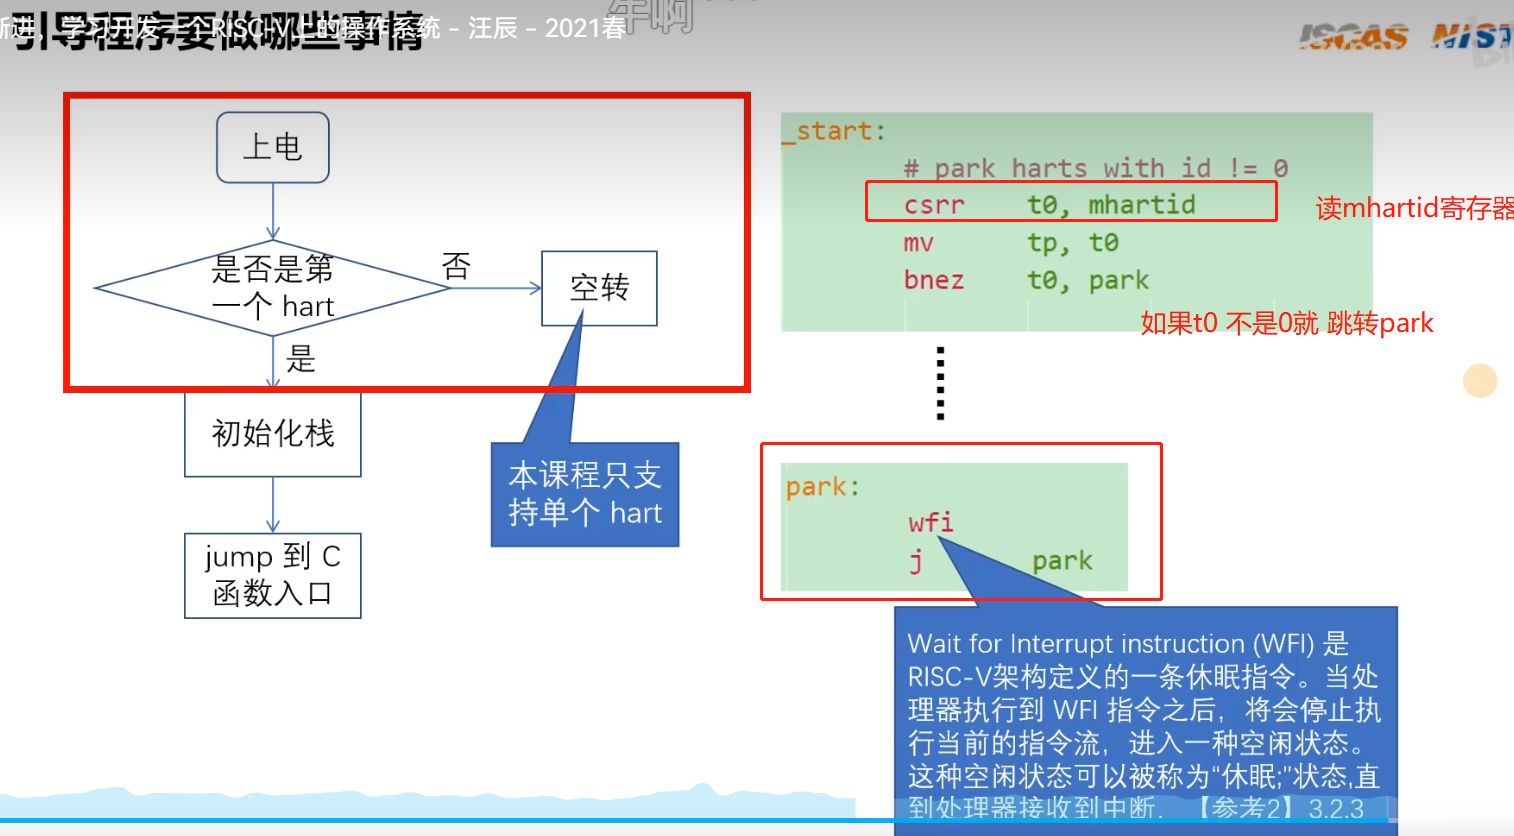 渐进，学习开发一个RISC-V上的操作系统 - 汪辰 - 2021春
引导程序要做哪些事情
年啊
ISCAS
上电
是否是第
一个 hart
否
空转
是
初始化栈
jump 到 C
函数入口
本课程只支
持单个 hart
_start:
# park harts with id != 0
csrr t0, mhartid
读mhartid寄存器
mv tp, t0
bnez t0, park
如果t0 不是0就 跳转park
park:
wfi
j park
Wait for Interrupt instruction (WFI) 是
RISC-V架构定义的一条休眠指令。当处
理器执行到 WFI 指令之后，将会停止执
行当前的指令流，进入一种空闲状态。
这种空闲状态可以被称为“休眠;"状态,直
到处理器接收到中断. 【参考2】3.2.3